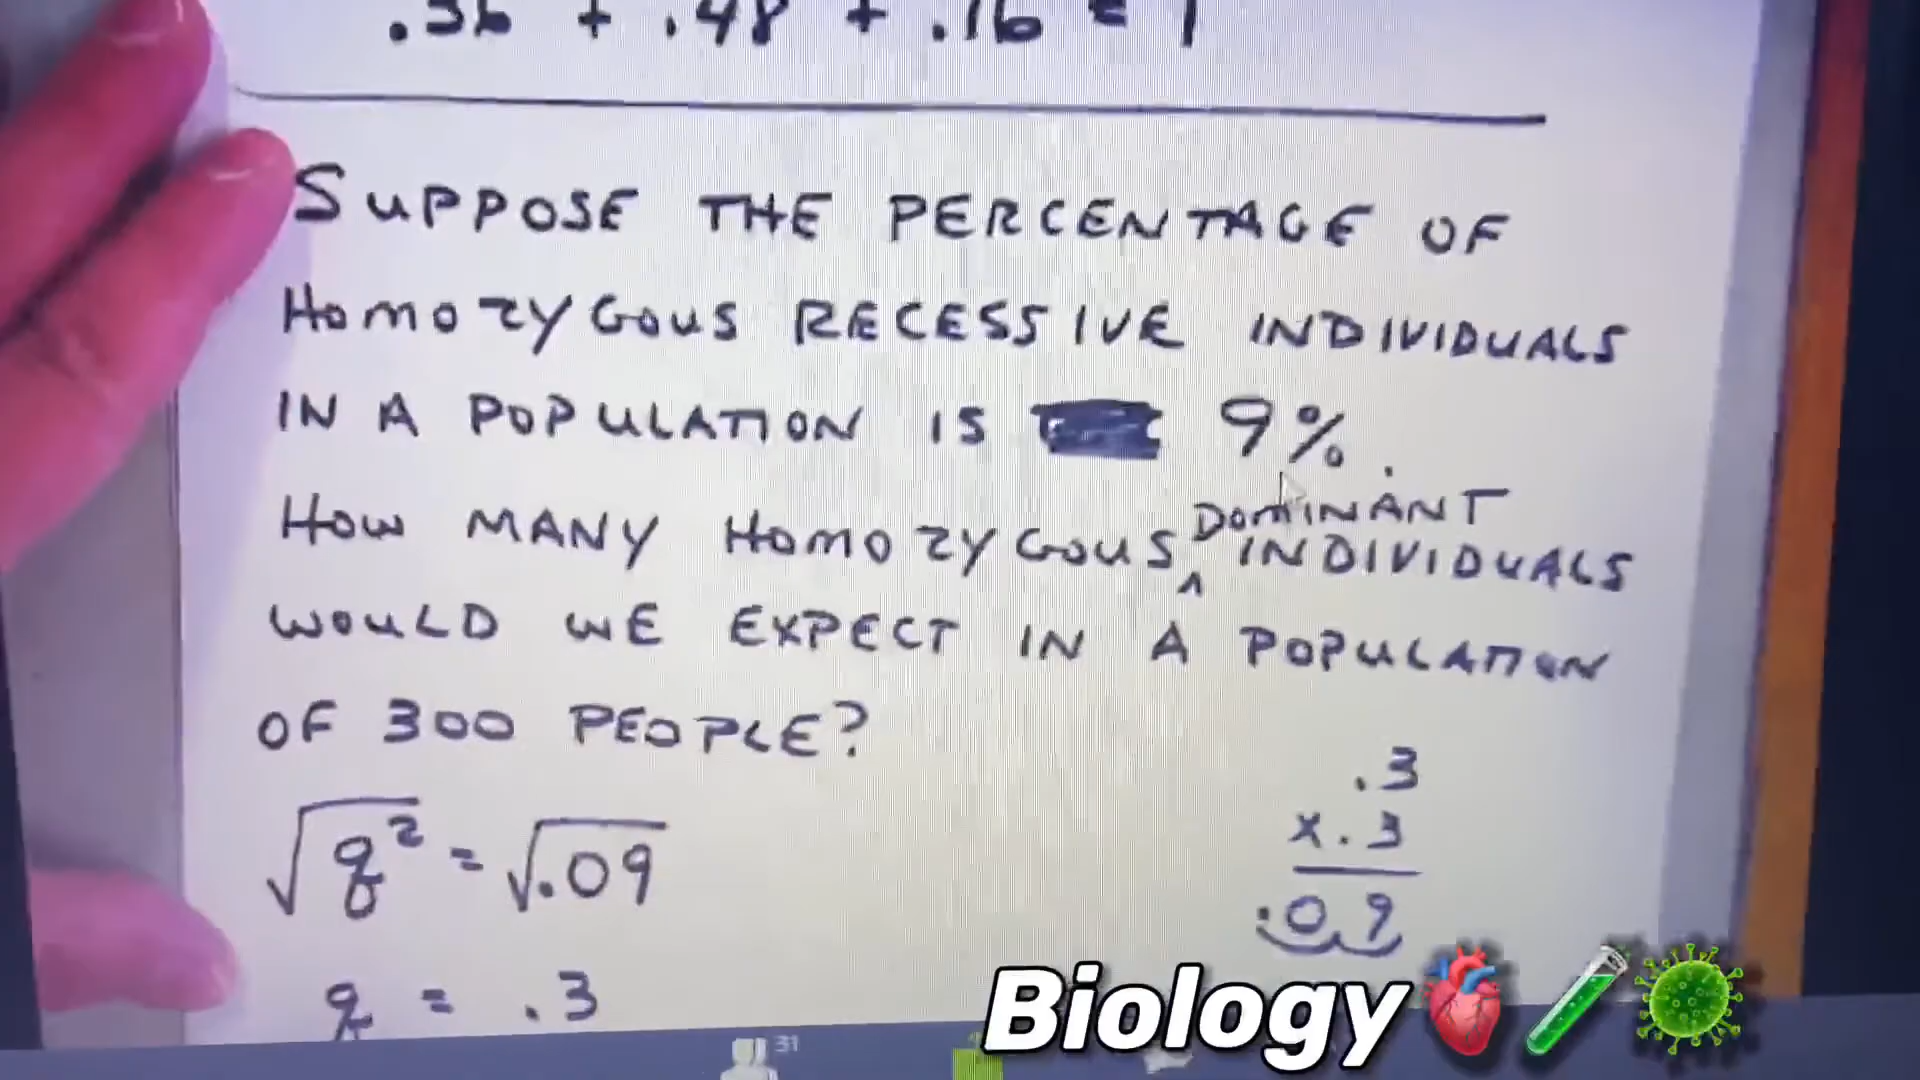 .36 + .48 + .16 = 1
SUPPOSE THE PERCENTAGE OF
HOMOZYGOUS RECESSIVE INDIVIDUALS
IN A POPULATION IS 9%.
HOW MANY HOMOZYGOUS ^ DOMINANT INDIVIDUALS
WOULD WE EXPECT IN A POPULATION
OF 300 PEOPLE?
√q² = √.09
q = .3
.3
x .3
.09
Biology
31